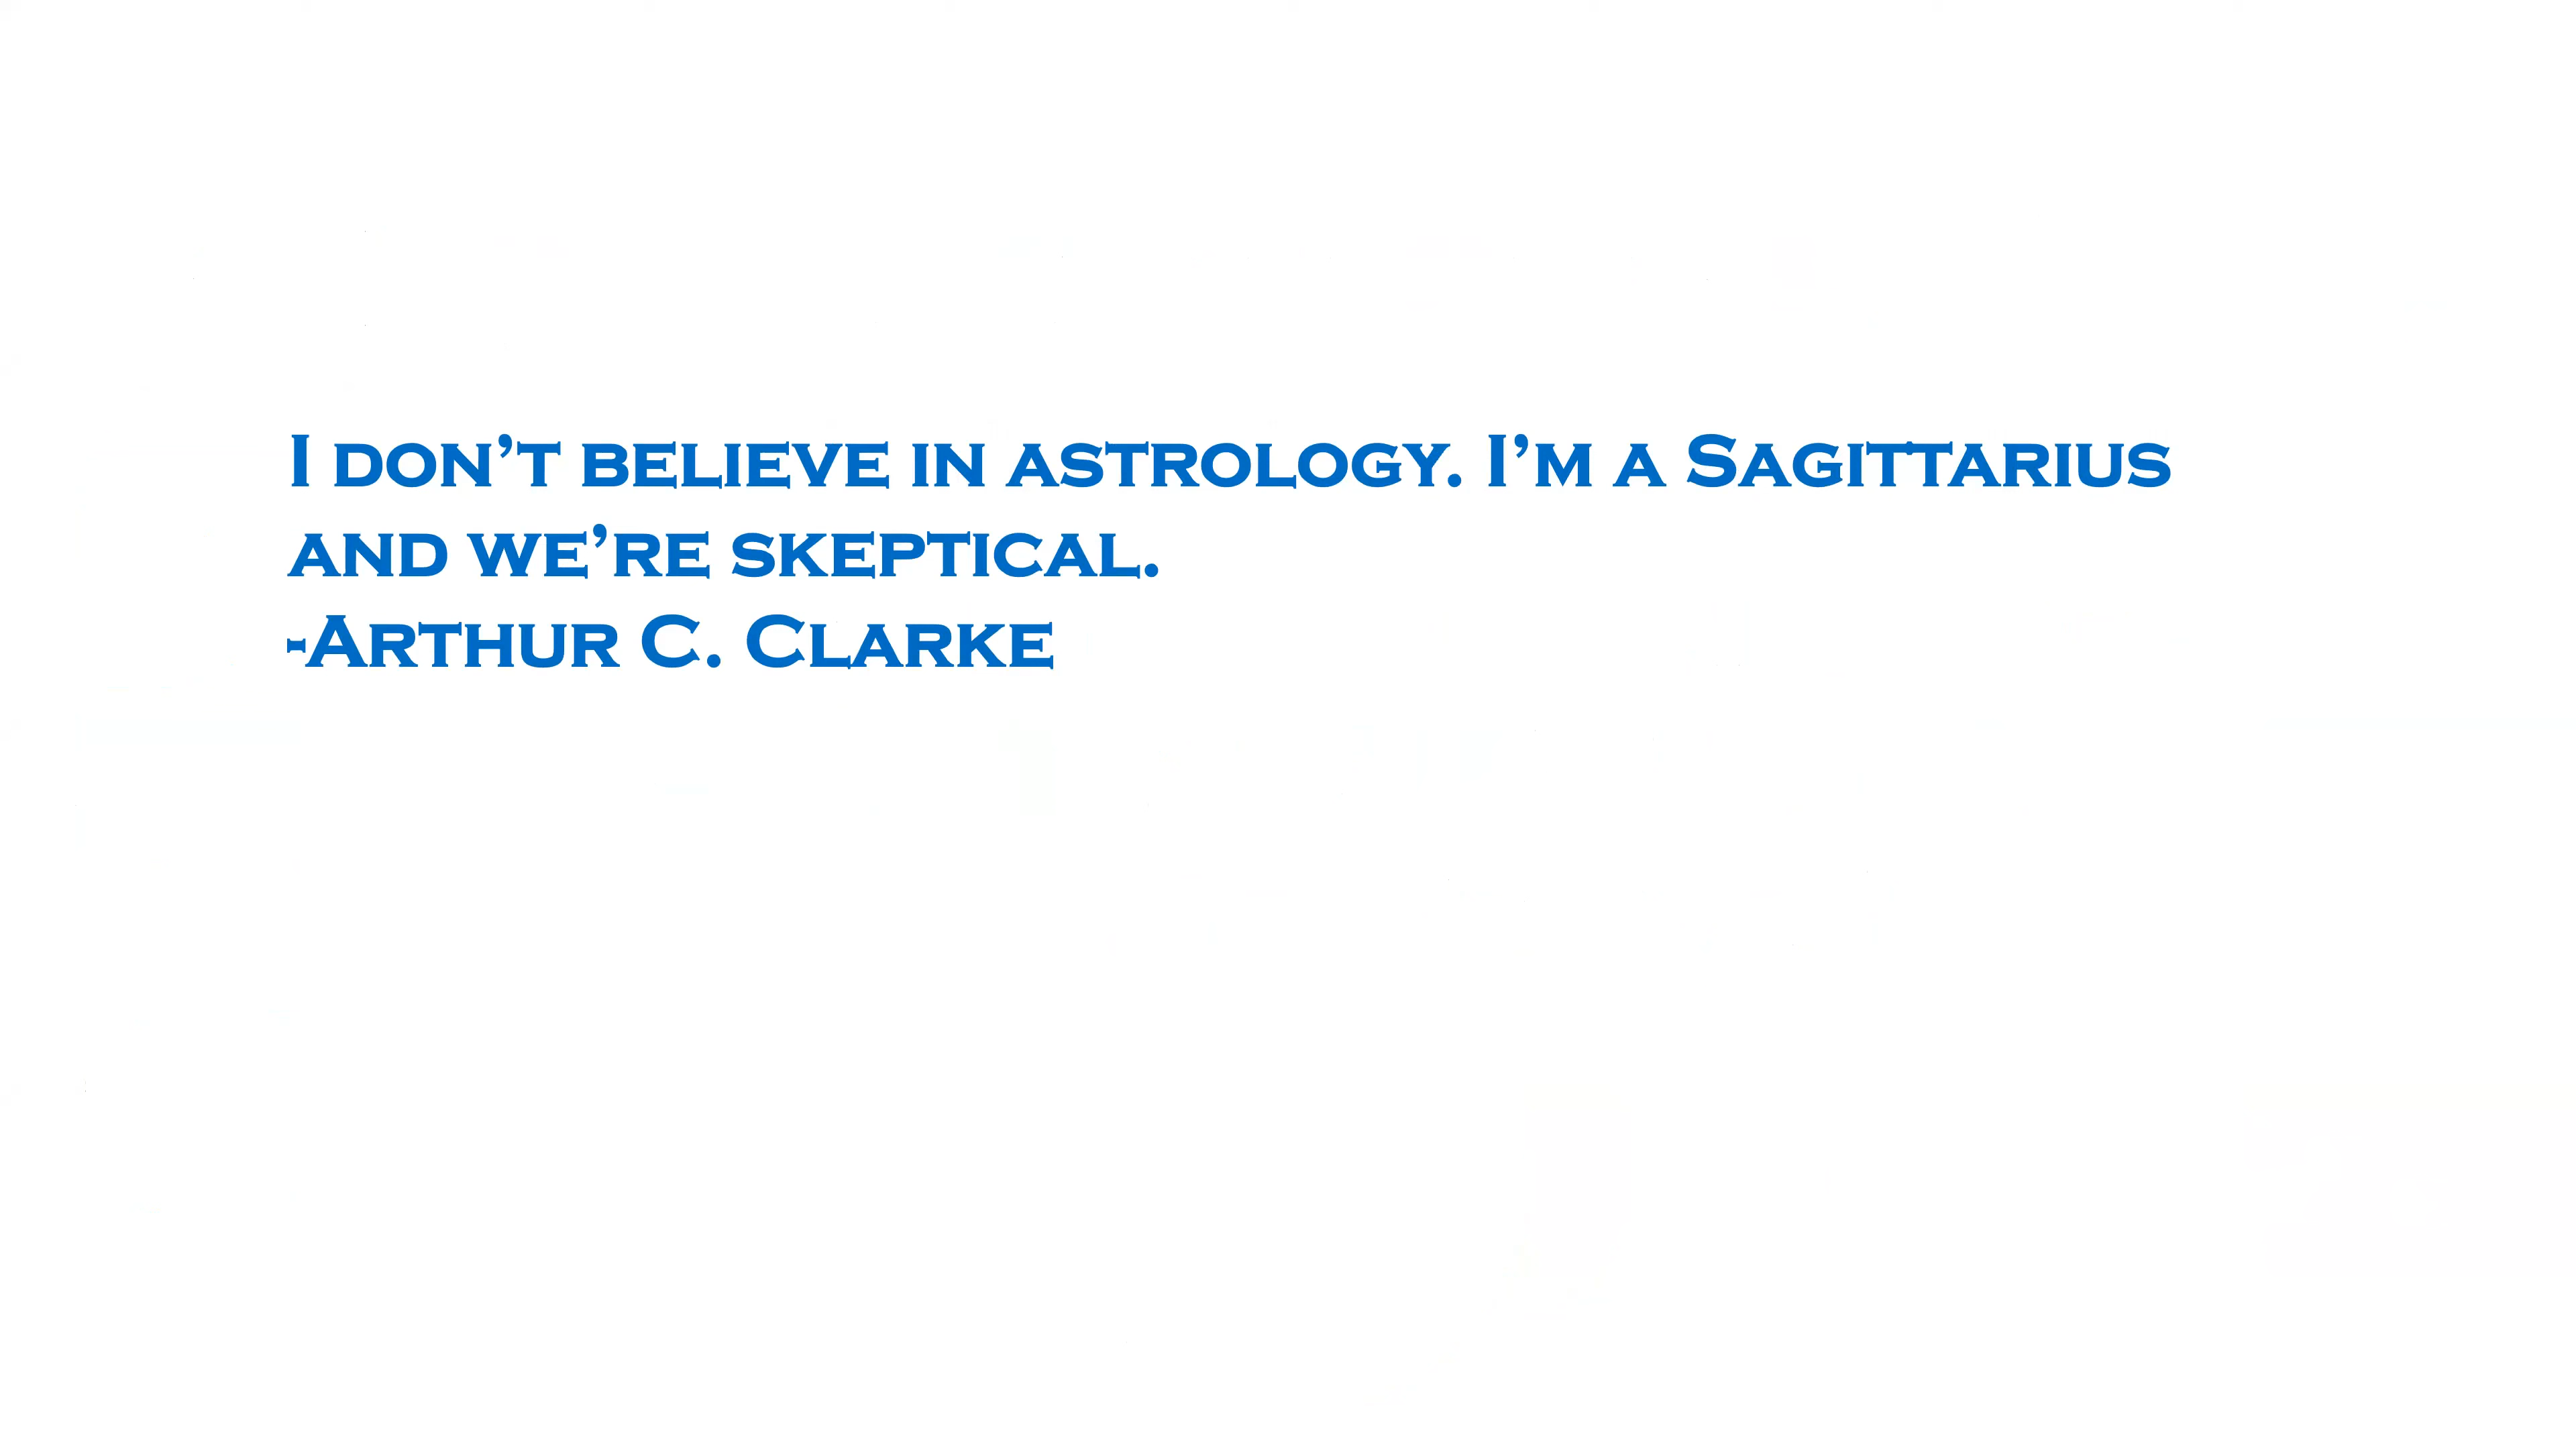 I don’t believe in astrology. I’m a Sagittarius
and we’re skeptical.
-Arthur C. Clarke